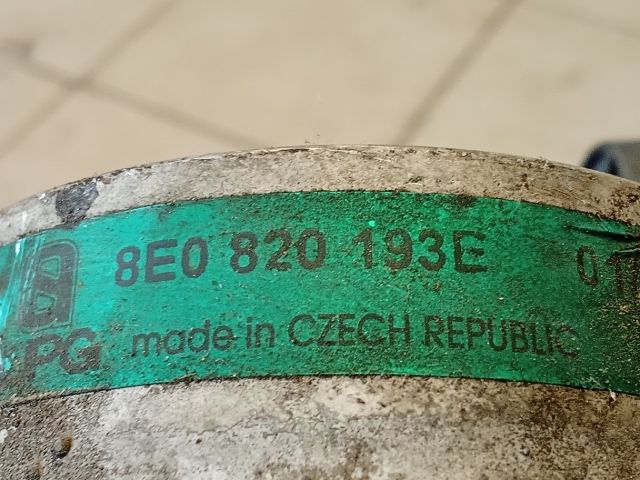 8E0 820 193E
PG made in CZECH REPUBLIC